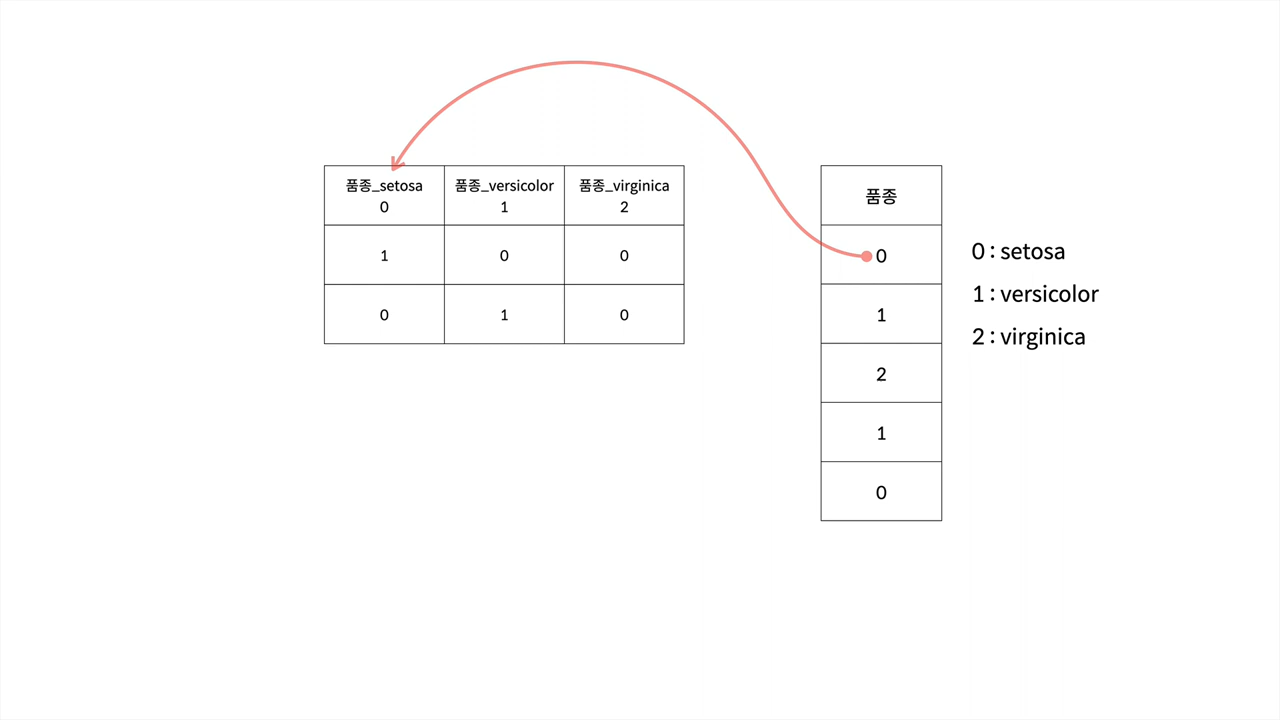 품종_setosa 품종_versicolor 품종_virginica
0 1 2
1 0 0
0 1 0
품종
0
1
2
1
0
0 : setosa
1 : versicolor
2 : virginica